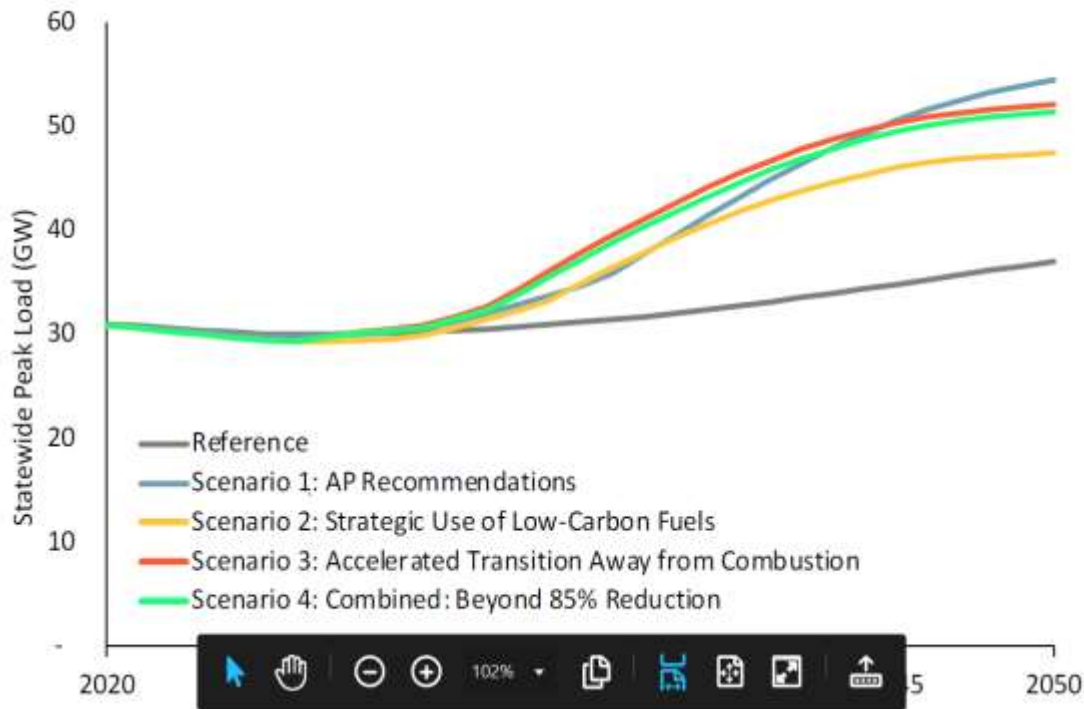 60
50
40
30
20
10
-
Statewide Peak Load (GW)
Reference
Scenario 1: AP Recommendations
Scenario 2: Strategic Use of Low-Carbon Fuels
Scenario 3: Accelerated Transition Away from Combustion
Scenario 4: Combined: Beyond 85% Reduction
102%
2020
5
2050